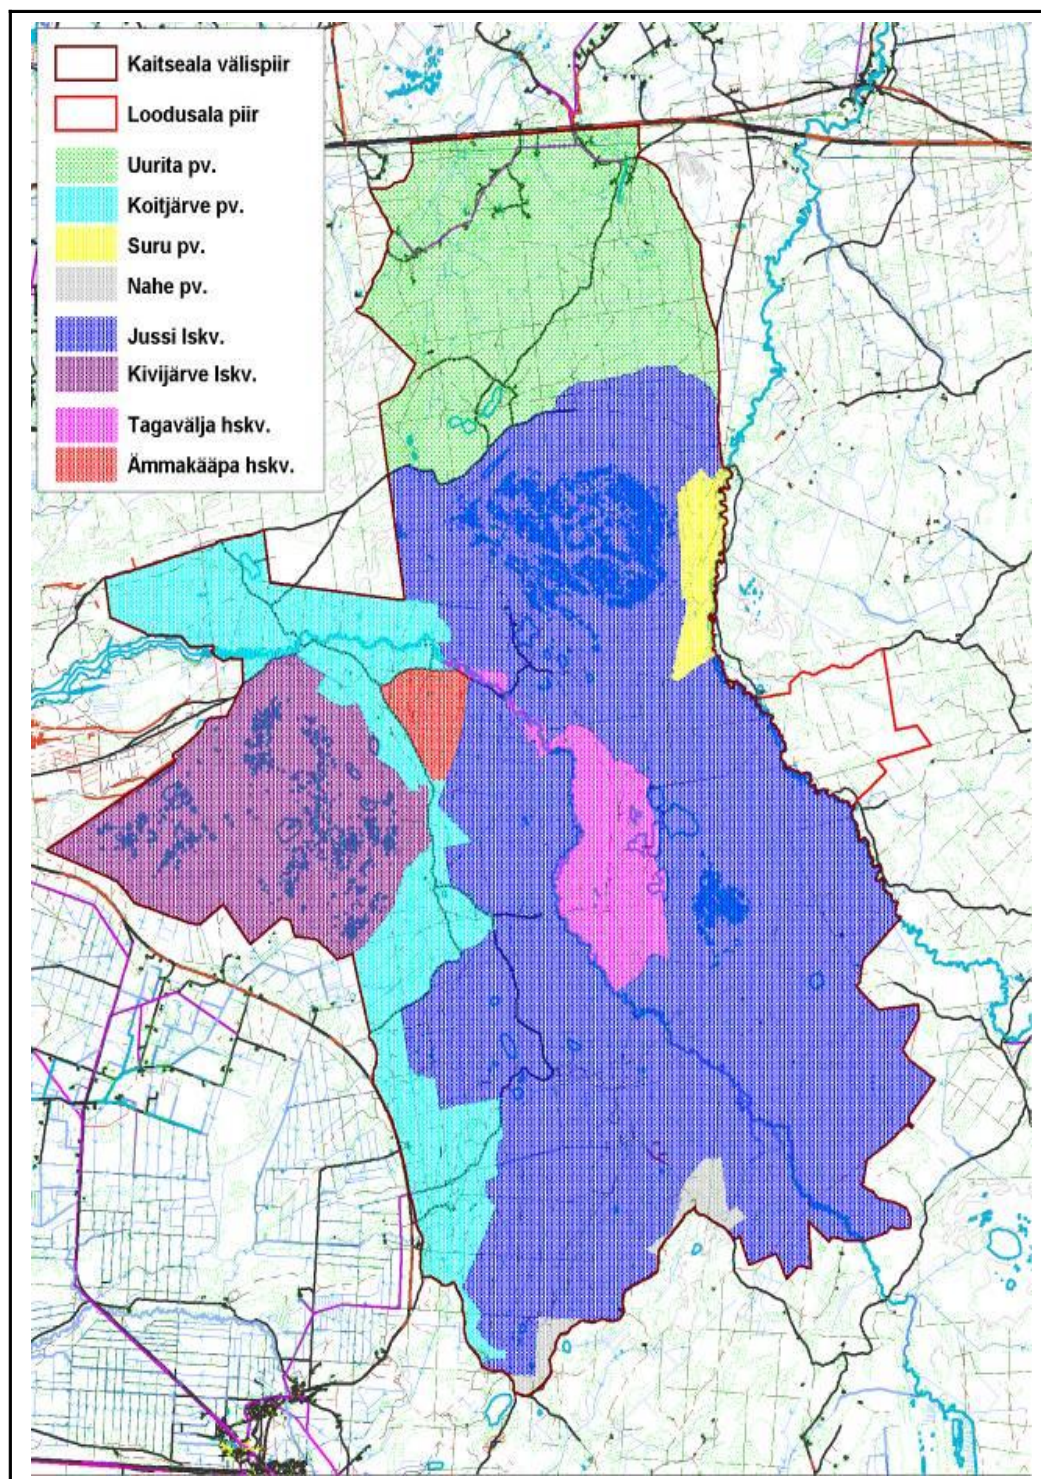 Kaitseala välispiir
Loodusala piir
Uurita pv.
Koitjärve pv.
Suru pv.
Nahe pv.
Jussi lskv.
Kivijärve lskv.
Tagavälja hskv.
Ämmakääpa hskv.